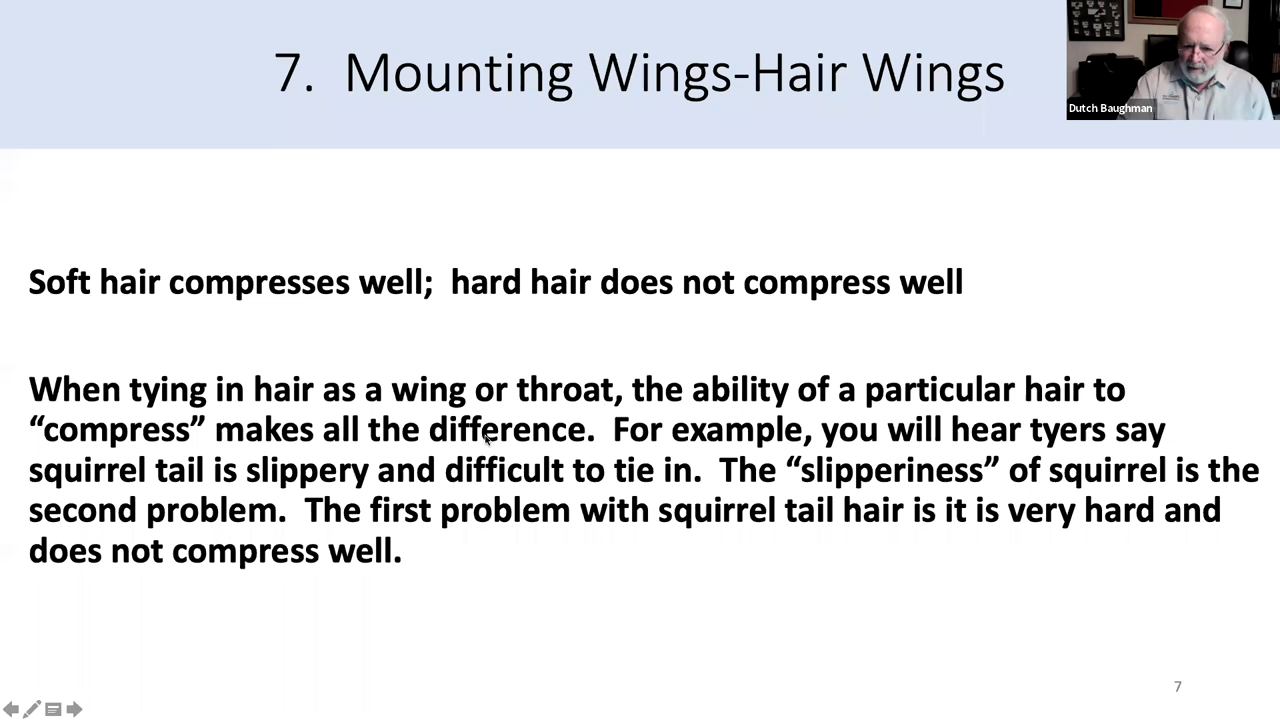 7.  Mounting Wings-Hair Wings
Dutch Baughman
Soft hair compresses well;  hard hair does not compress well
When tying in hair as a wing or throat, the ability of a particular hair to
“compress” makes all the difference.  For example, you will hear tyers say
squirrel tail is slippery and difficult to tie in.  The “slipperiness” of squirrel is the
second problem.  The first problem with squirrel tail hair is it is very hard and
does not compress well.
7